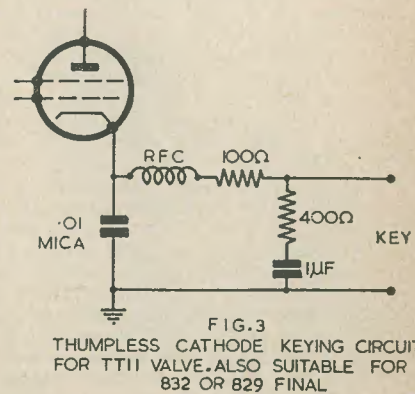 RFC
100Ω
400Ω
.01
MICA
KEY
1µF
FIG.3
THUMPLESS CATHODE KEYING CIRCUIT
FOR TT11 VALVE. ALSO SUITABLE FOR
832 OR 829 FINAL